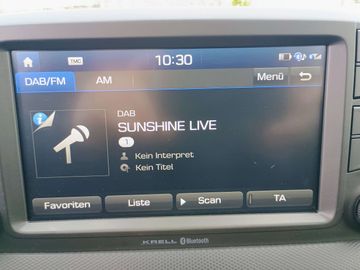 TMC 10:30
DAB/FM AM Menü
DAB
SUNSHINE LIVE
1
Kein Interpret
Kein Titel
Favoriten Liste Scan TA
KRELL Bluetooth